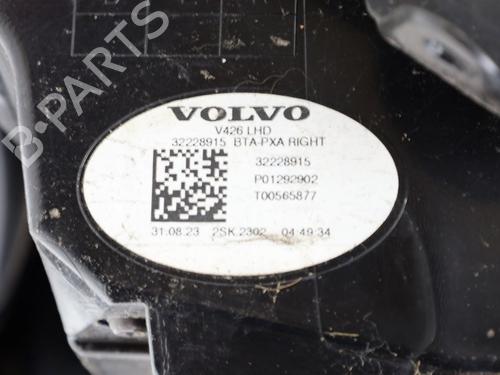 VOLVO
V426 LHD
32228915 BTA-PXA RIGHT
32228915
P01292902
T00565877
31.08.23 2SK.2302 04:49:34
B-PARTS